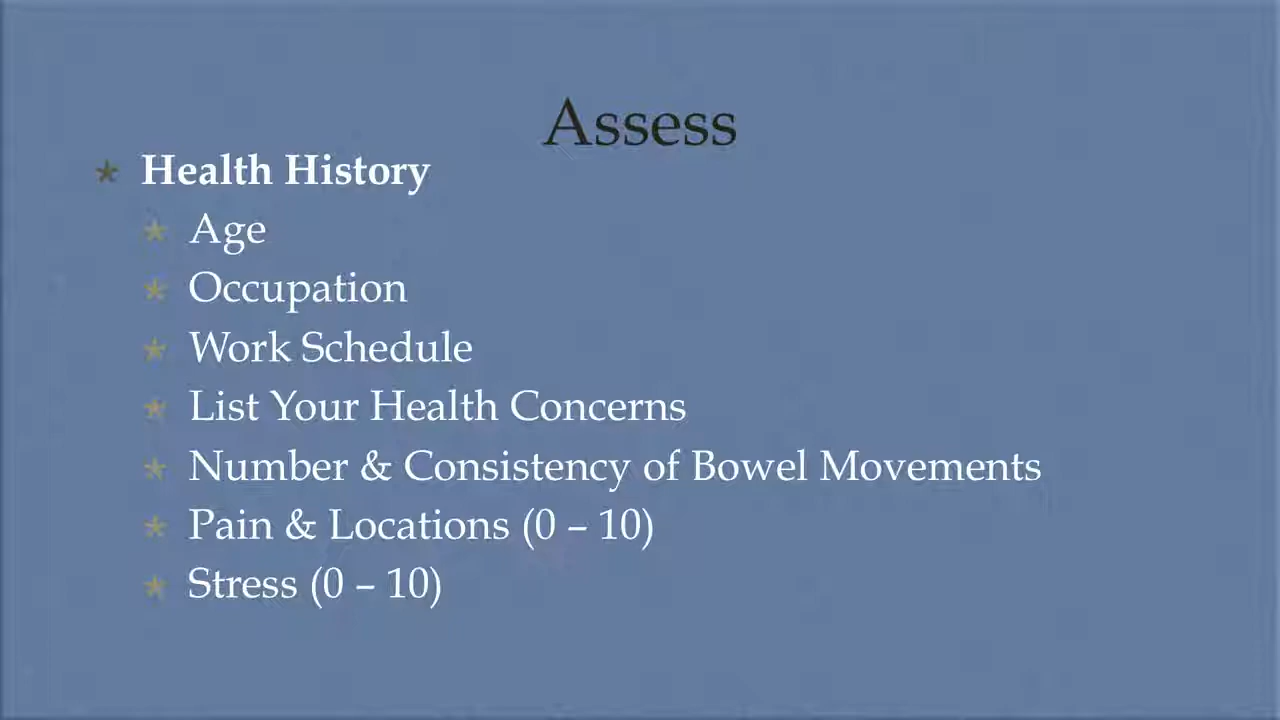 Assess
Health History
Age
Occupation
Work Schedule
List Your Health Concerns
Number & Consistency of Bowel Movements
Pain & Locations (0 – 10)
Stress (0 – 10)